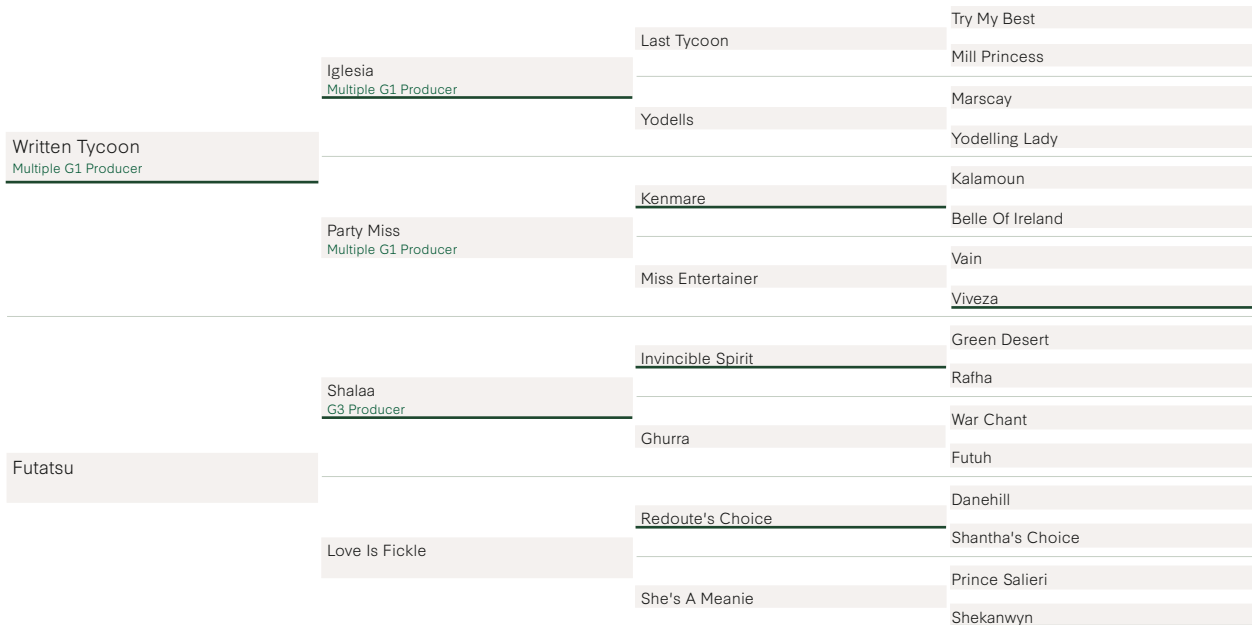 Written Tycoon
Multiple G1 Producer
Iglesia
Multiple G1 Producer
Last Tycoon
Try My Best
Mill Princess
Yodells
Marscay
Yodelling Lady
Party Miss
Multiple G1 Producer
Kenmare
Kalamoun
Belle Of Ireland
Miss Entertainer
Vain
Viveza
Futatsu
Shalaa
G3 Producer
Invincible Spirit
Green Desert
Rafha
Ghurra
War Chant
Futuh
Love Is Fickle
Redoute's Choice
Danehill
Shantha's Choice
She's A Meanie
Prince Salieri
Shekanwyn